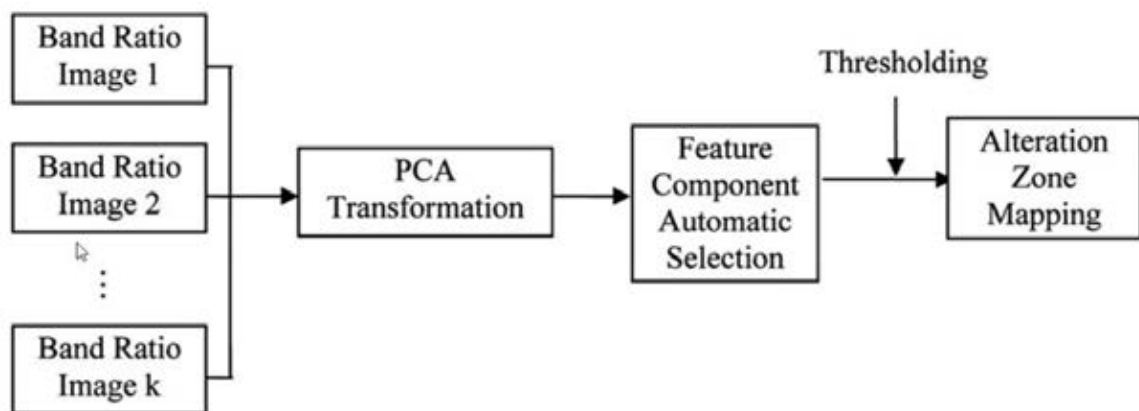 Band Ratio
Image 1
Band Ratio
Image 2
⋮
Band Ratio
Image k
PCA
Transformation
Feature
Component
Automatic
Selection
Thresholding
Alteration
Zone
Mapping